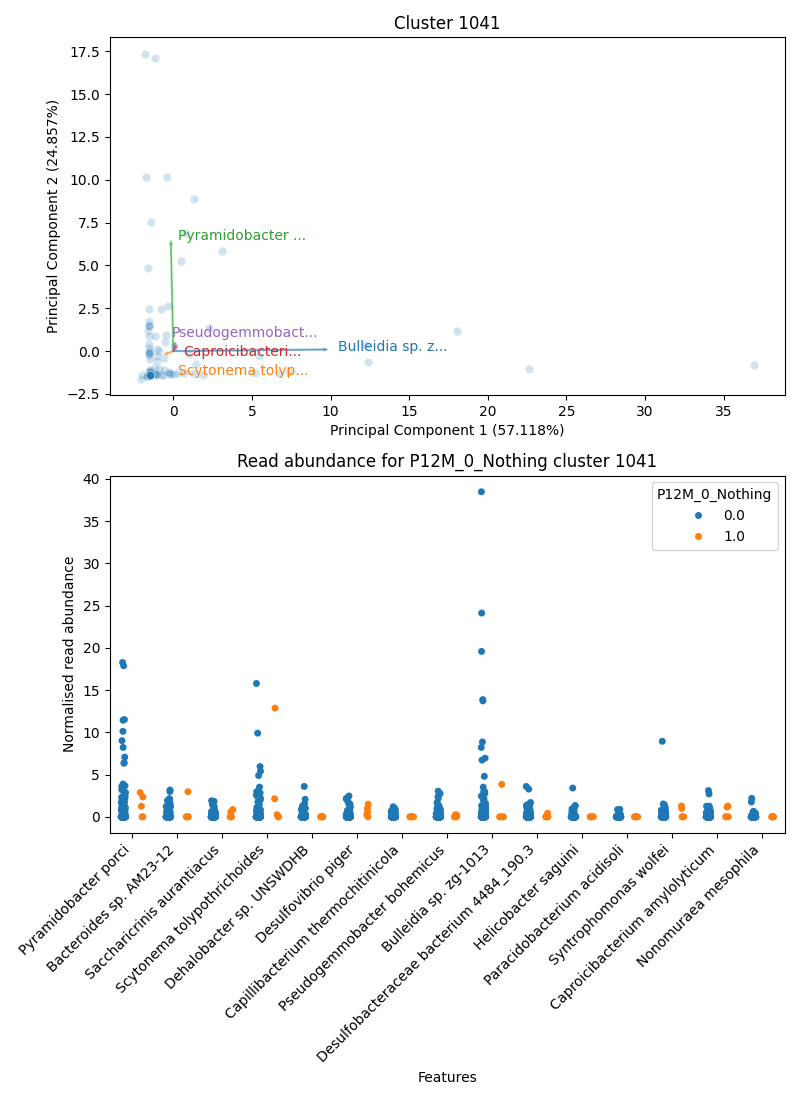 Cluster 1041
Principal Component 2 (24.857%)
17.5
15.0
12.5
10.0
7.5
5.0
2.5
0.0
−2.5
Pyramidobacter ...
Pseudogemmobact...
Bulleidia sp. z...
Caproicibacteri...
Scytonema tolyp...
0
5
10
15
20
25
30
35
Principal Component 1 (57.118%)
Read abundance for P12M_0_Nothing cluster 1041
Normalised read abundance
40
35
30
25
20
15
10
5
0
P12M_0_Nothing
0.0
1.0
Pyramidobacter porci
Bacteroides sp. AM23-12
Saccharicrinis aurantiacus
Scytonema tolypothrichoides
Dehalobacter sp. UNSWDHB
Desulfovibrio piger
Capillibacterium thermochitinicola
Pseudogemmobacter bohemicus
Bulleidia sp. zg-1013
Desulfobacteraceae bacterium 4484_190.3
Helicobacter saguini
Paracidobacterium acidisoli
Syntrophomonas wolfei
Caproicibacterium amylolyticum
Nonomuraea mesophila
Features